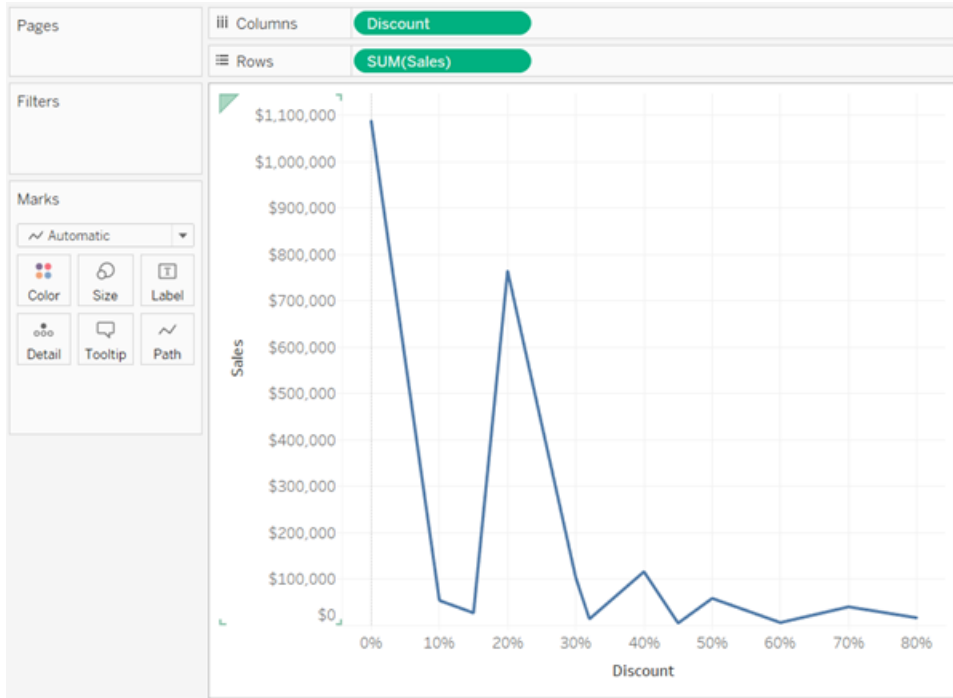 Pages
Columns
Discount
Rows
SUM(Sales)
Filters
Marks
Automatic
Color
Size
Label
Detail
Tooltip
Path
Sales
$1,100,000
$1,000,000
$900,000
$800,000
$700,000
$600,000
$500,000
$400,000
$300,000
$200,000
$100,000
$0
0% 10% 20% 30% 40% 50% 60% 70% 80%
Discount